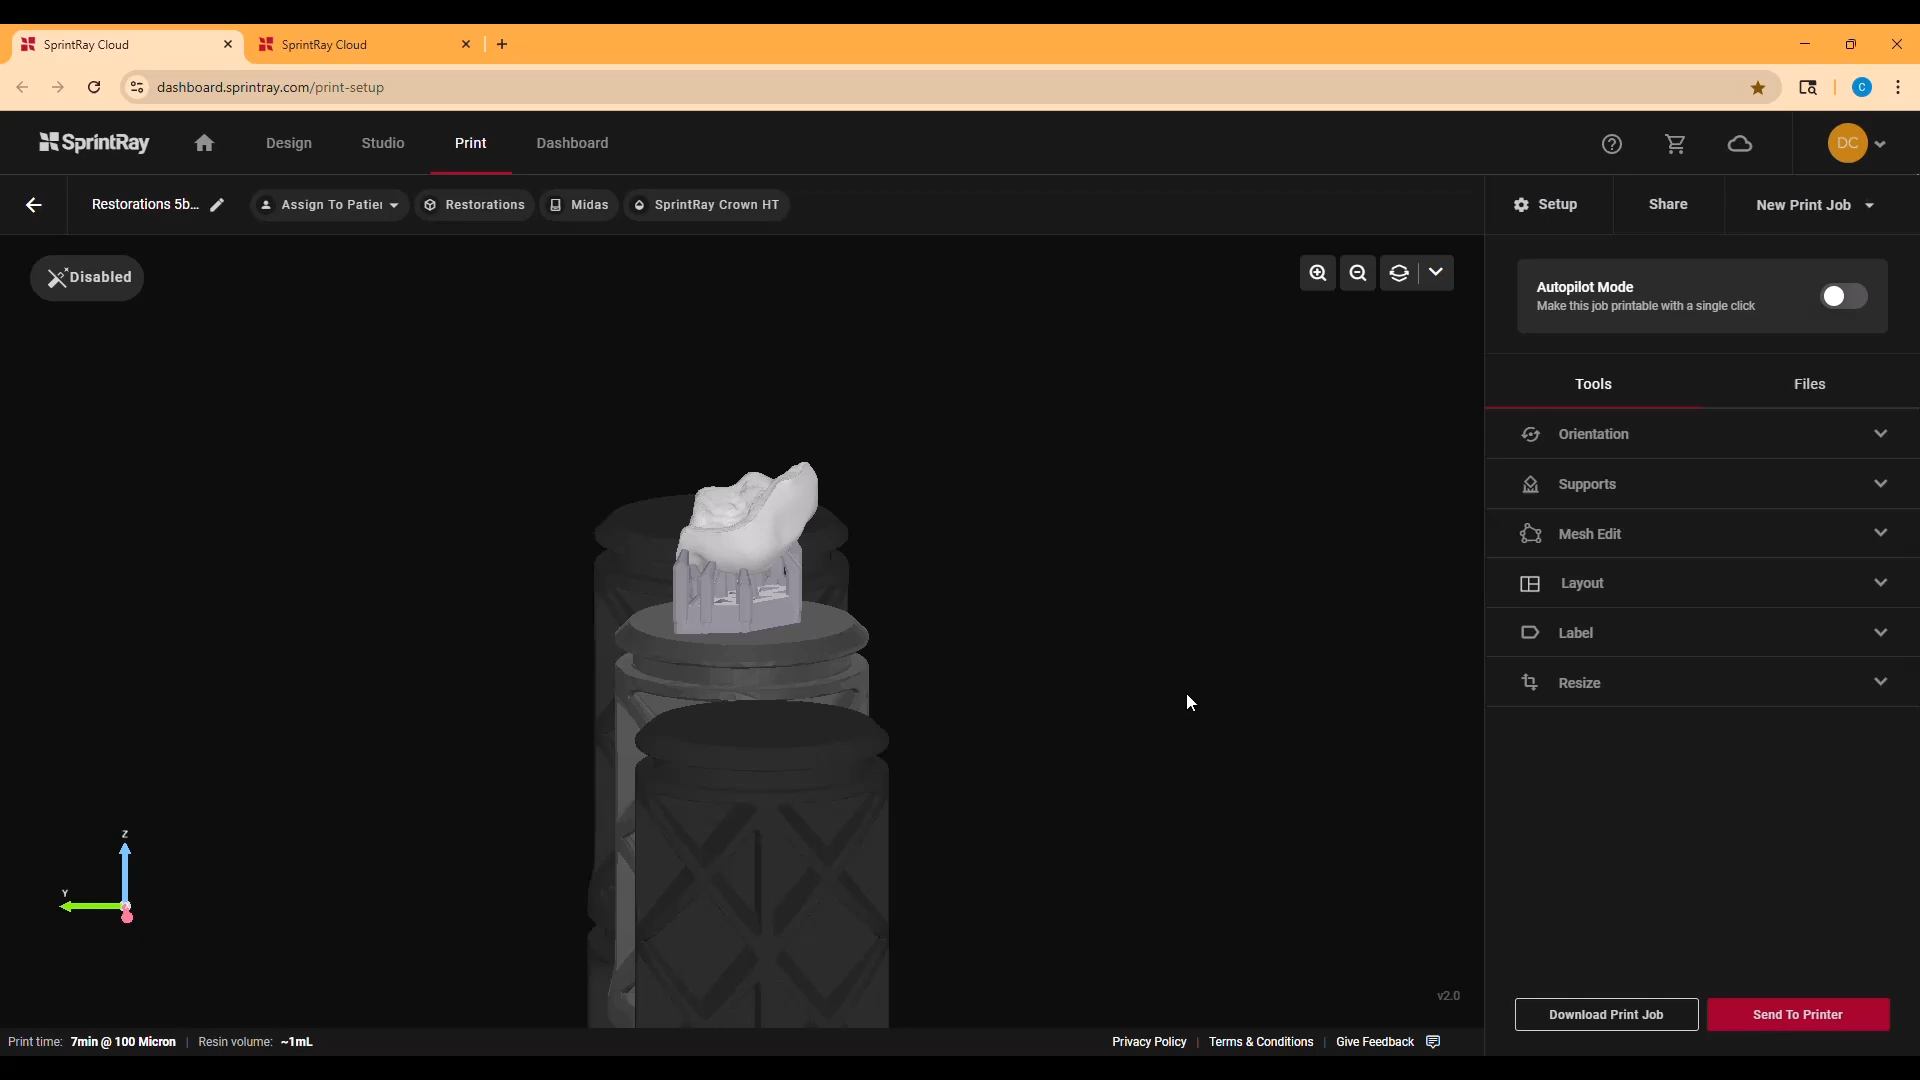 SprintRay Cloud
SprintRay Cloud
dashboard.sprintray.com/print-setup
C
SprintRay
Design
Studio
Print
Dashboard
DC
Restorations 5b...
Assign To Patier
Restorations
Midas
SprintRay Crown HT
Setup
Share
New Print Job
Disabled
Autopilot Mode
Make this job printable with a single click
Tools
Files
Orientation
Supports
Mesh Edit
Layout
Label
Resize
Z
Y
v2.0
Download Print Job
Send To Printer
Print time: 7min @ 100 Micron | Resin volume: ~1mL
Privacy Policy | Terms & Conditions | Give Feedback